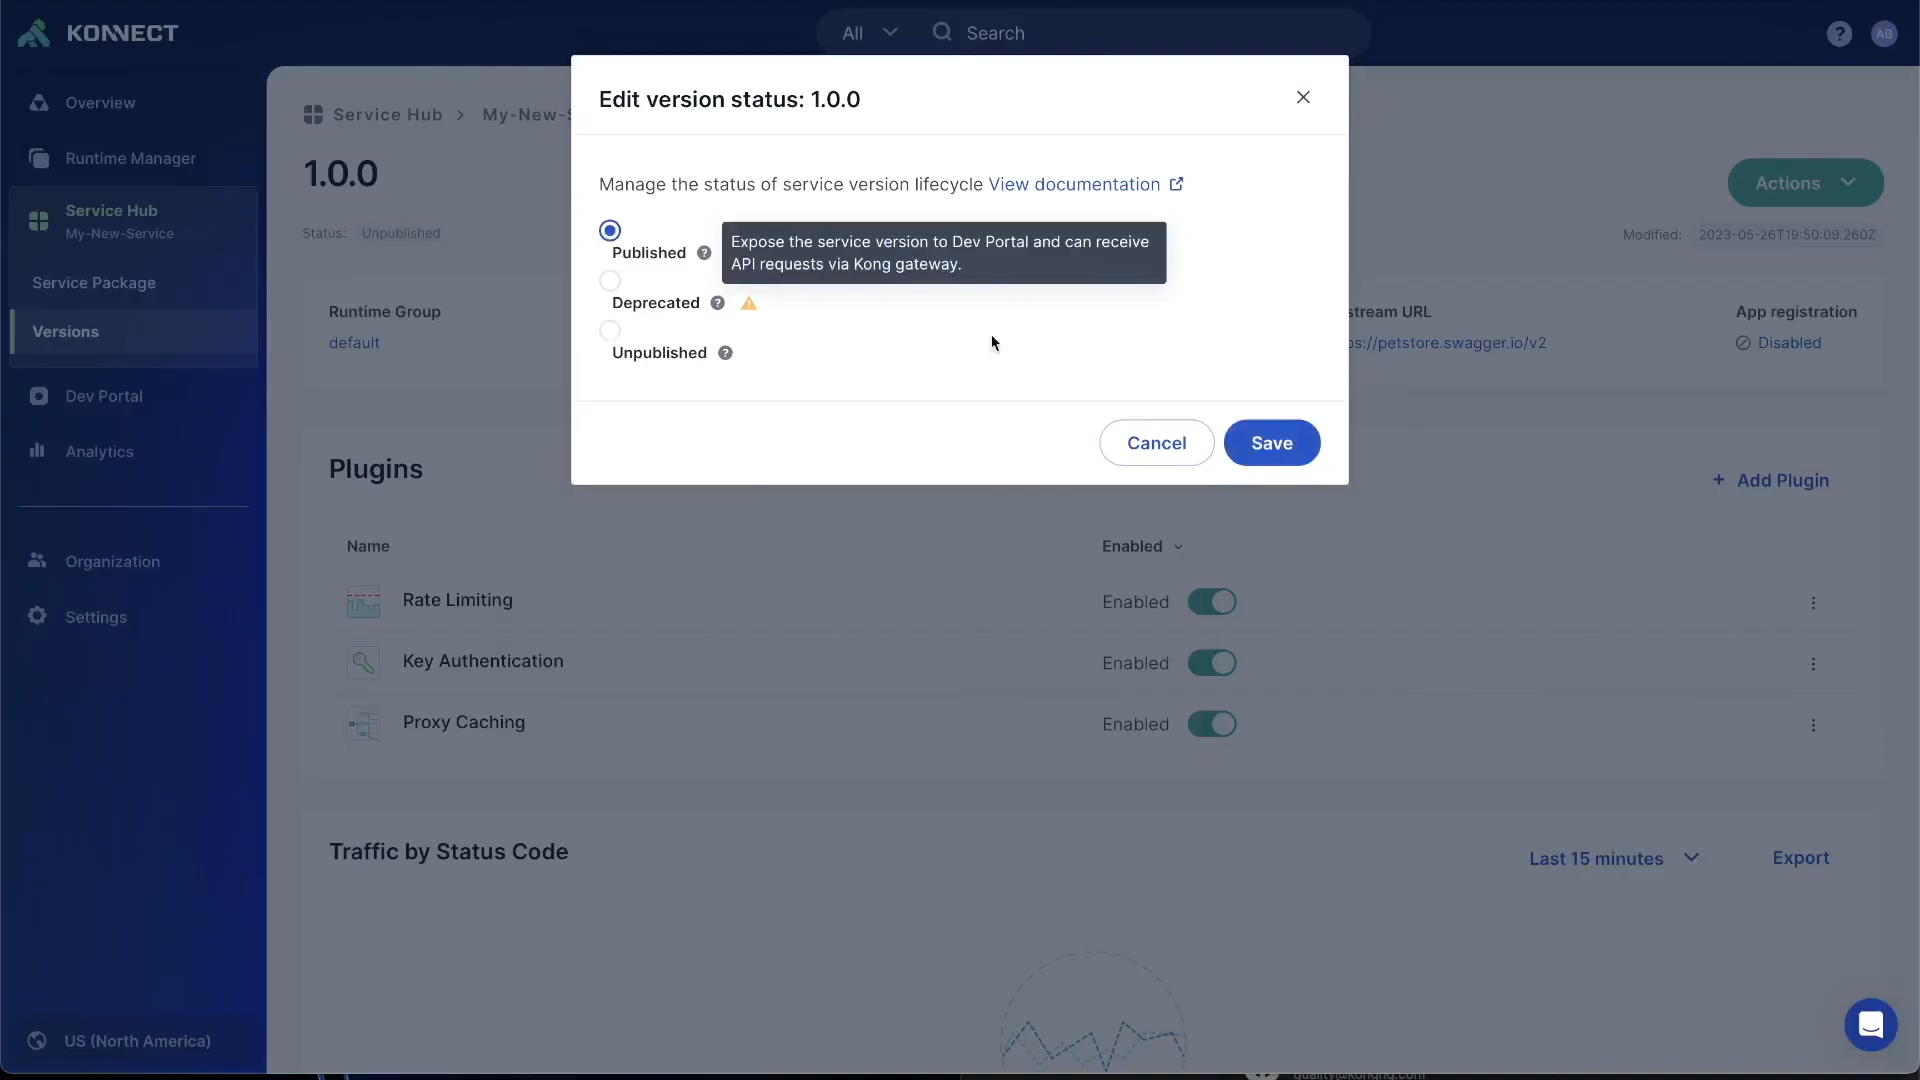 KONNECT
All
Search
?
AB
Overview
Runtime Manager
Service Hub
My-New-Service
Service Package
Versions
Dev Portal
Analytics
Organization
Settings
US (North America)
Service Hub > My-New-S
1.0.0
Actions
Status: Unpublished
Modified: 2023-05-26T19:50:09.260Z
Edit version status: 1.0.0
Manage the status of service version lifecycle View documentation
Published ?
Expose the service version to Dev Portal and can receive
API requests via Kong gateway.
Deprecated ?
Unpublished ?
Cancel
Save
Runtime Group
default
stream URL
ps://petstore.swagger.io/v2
App registration
Disabled
Plugins
+ Add Plugin
Name
Enabled
Rate Limiting
Enabled
Key Authentication
Enabled
Proxy Caching
Enabled
Traffic by Status Code
Last 15 minutes
Export